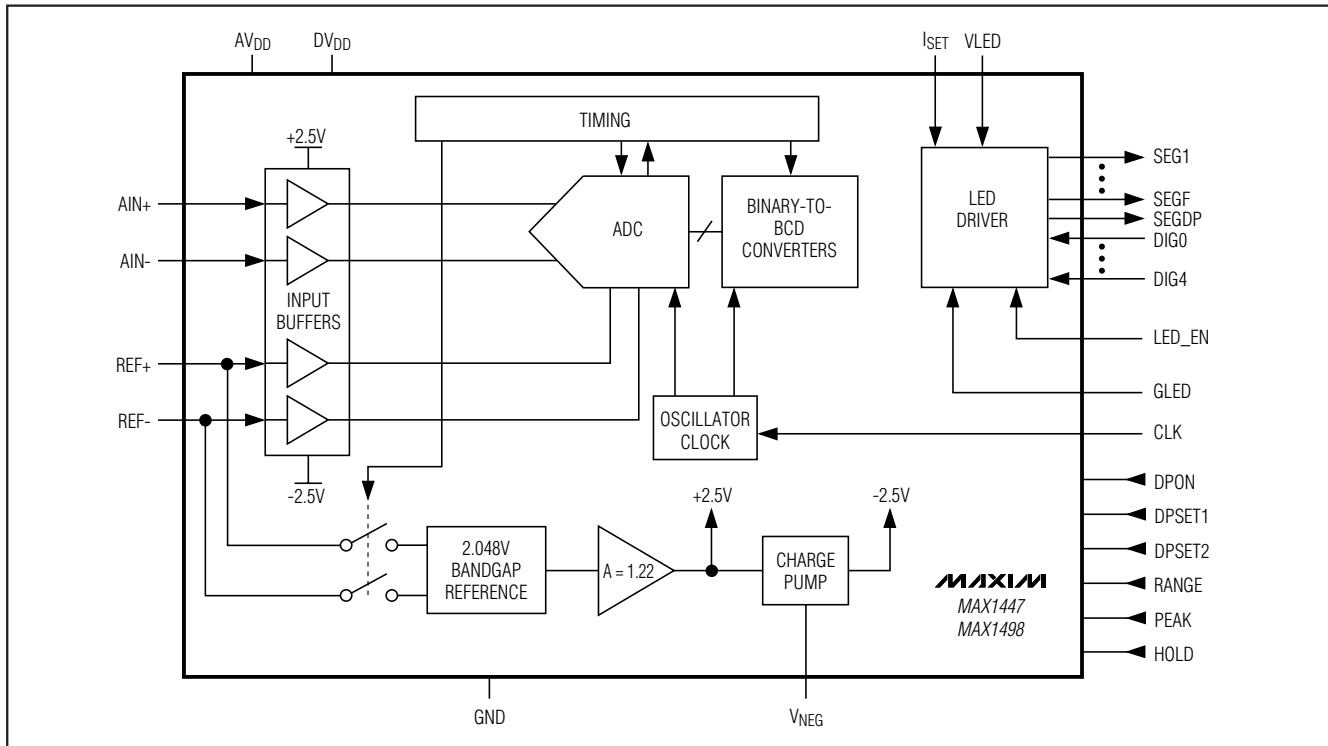 AVDD
DVDD
ISET
VLED
TIMING
+2.5V
AIN+
AIN-
INPUT
BUFFERS
REF+
REF-
-2.5V
ADC
BINARY-TO-
BCD
CONVERTERS
LED
DRIVER
SEG1
SEGF
SEGDP
DIG0
DIG4
LED_EN
GLED
OSCILLATOR
CLOCK
CLK
DPON
DPSET1
DPSET2
RANGE
PEAK
HOLD
2.048V
BANDGAP
REFERENCE
A = 1.22
+2.5V
CHARGE
PUMP
-2.5V
MAXIM
MAX1447
MAX1498
GND
VNEG